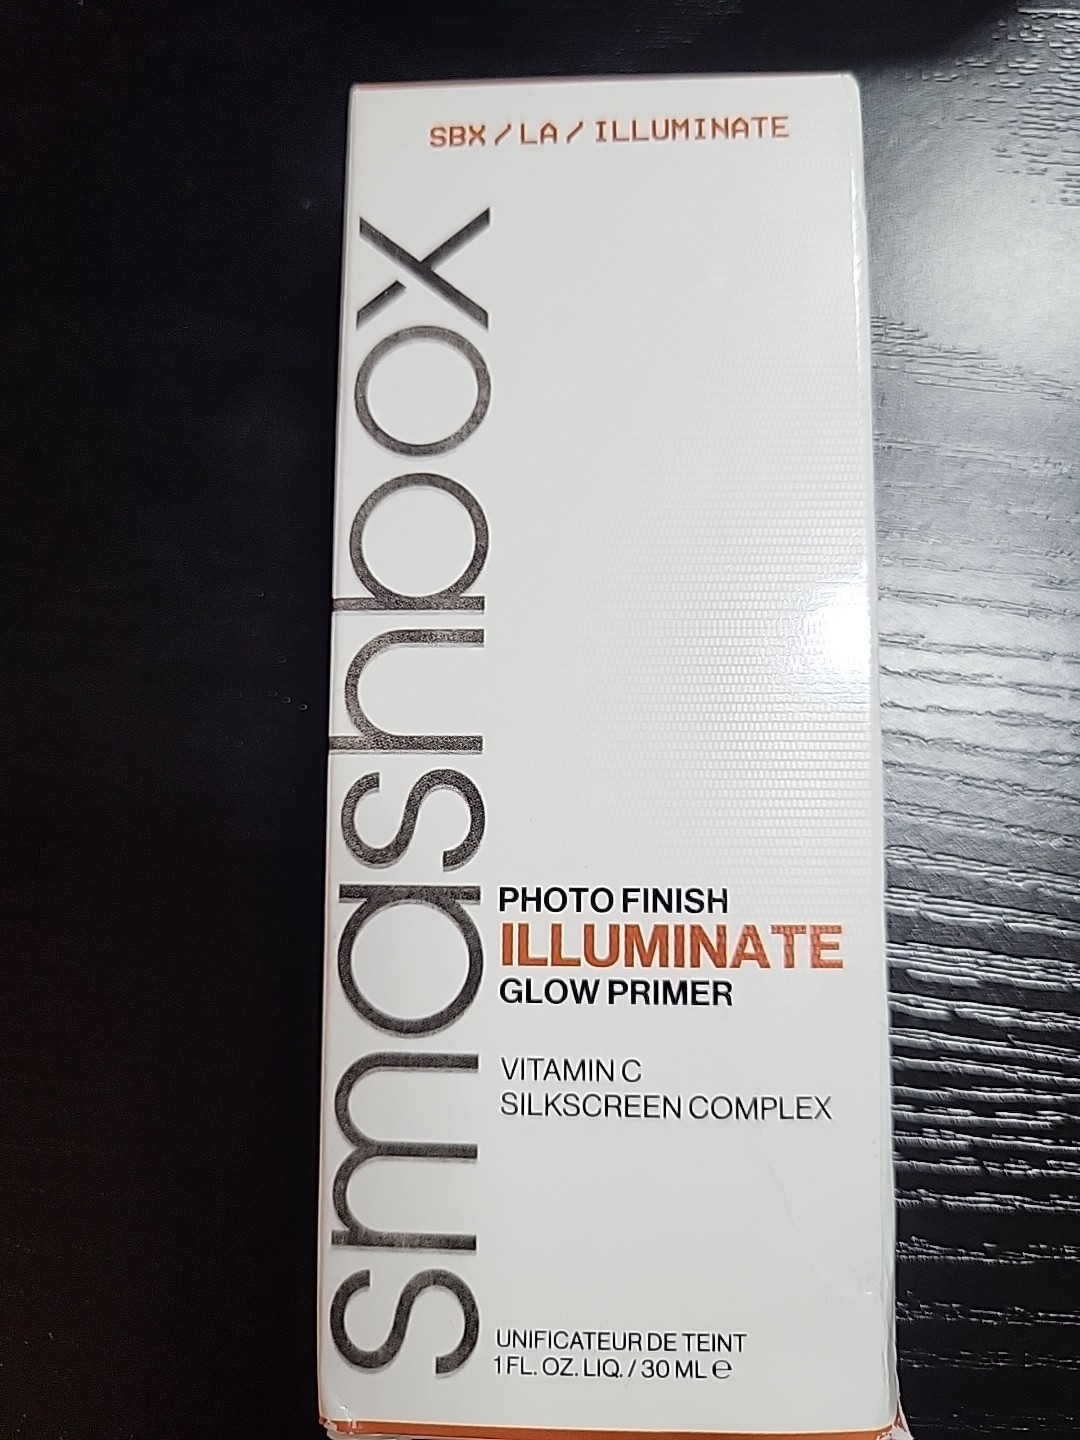 SBX/LA/ILLUMINATE
smashbox
PHOTO FINISH
ILLUMINATE
GLOW PRIMER
VITAMIN C
SILKSCREEN COMPLEX
UNIFICATEUR DE TEINT
1 FL. OZ. LIQ. / 30 ML ℮